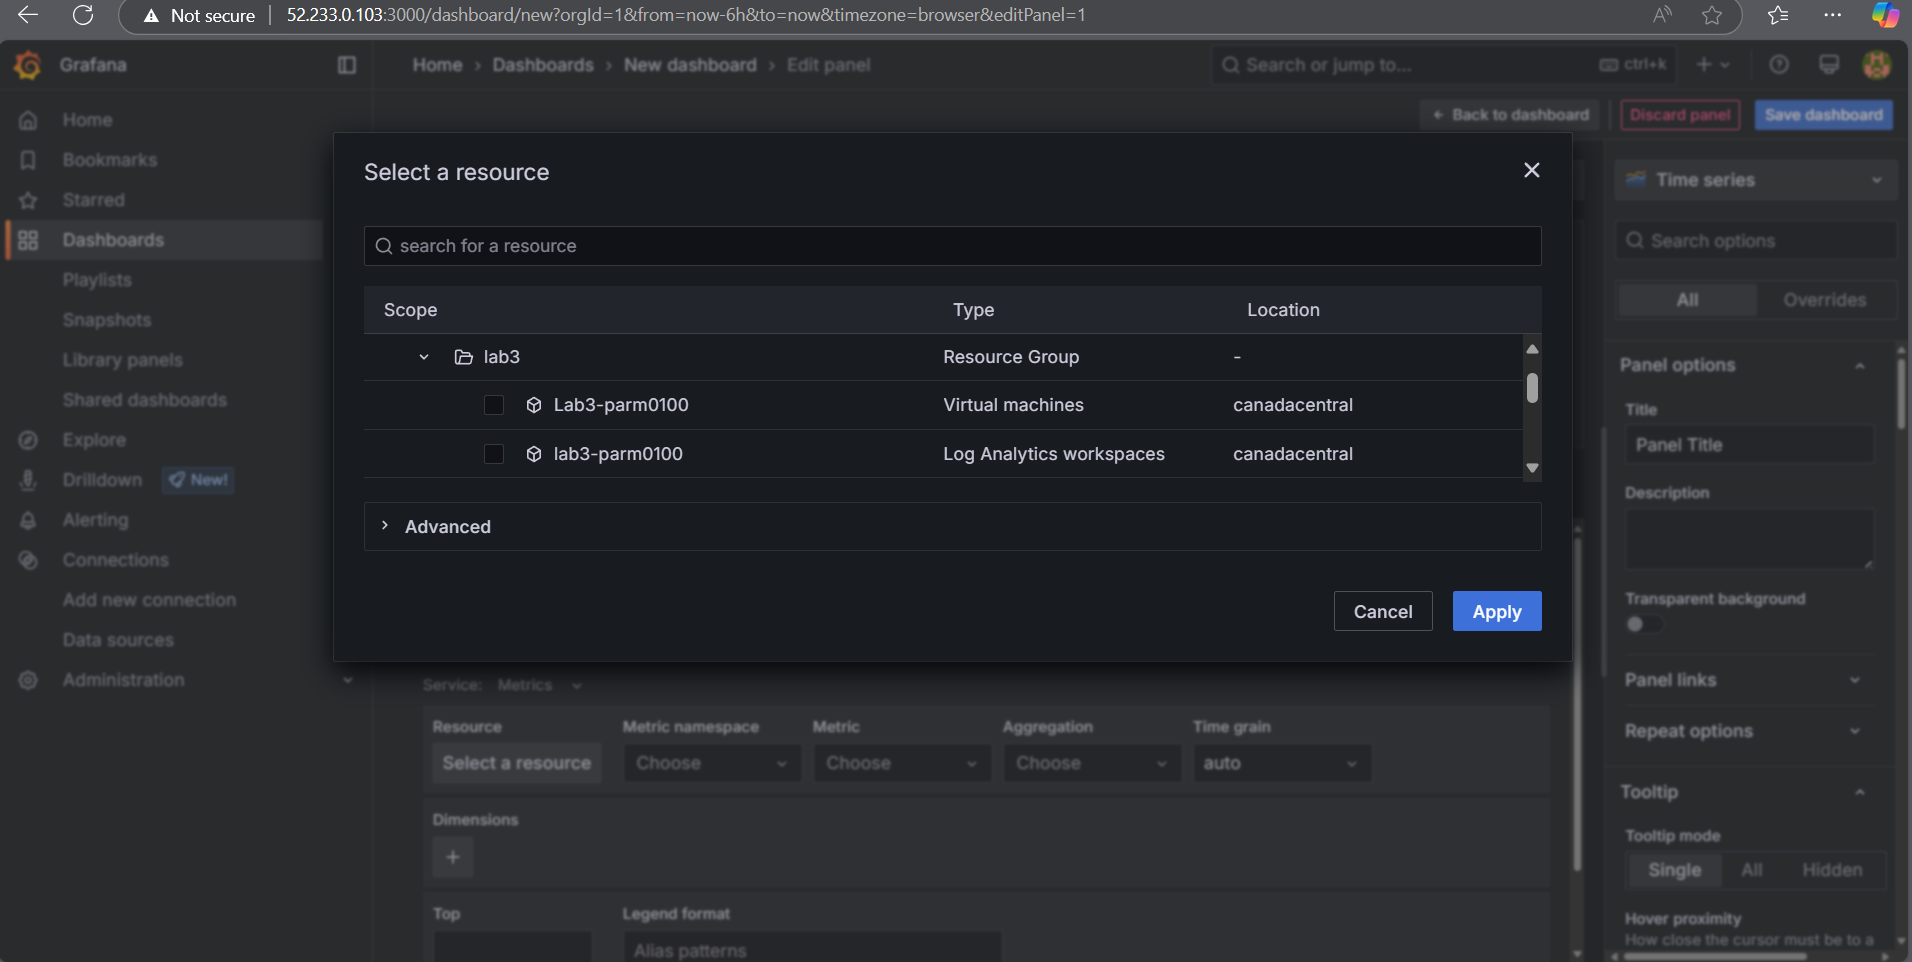 Not secure
52.233.0.103:3000/dashboard/new?orgId=1&from=now-6h&to=now&timezone=browser&editPanel=1
Grafana
Home › Dashboards › New dashboard › Edit panel
Search or jump to...
ctrl+k
Back to dashboard
Discard panel
Save dashboard
Home
Bookmarks
Starred
Dashboards
Playlists
Snapshots
Library panels
Shared dashboards
Explore
Drilldown
New!
Alerting
Connections
Add new connection
Data sources
Administration
Select a resource
search for a resource
Scope Type Location
lab3 Resource Group -
Lab3-parm0100 Virtual machines canadacentral
lab3-parm0100 Log Analytics workspaces canadacentral
Advanced
Cancel
Apply
Service: Metrics
Resource Metric namespace Metric Aggregation Time grain
Select a resource Choose Choose Choose auto
Dimensions
+
Top Legend format
Alias patterns
Time series
Search options
All Overrides
Panel options
Title
Panel Title
Description
Transparent background
Panel links
Repeat options
Tooltip
Tooltip mode
Single All Hidden
Hover proximity
How close the cursor must be to a